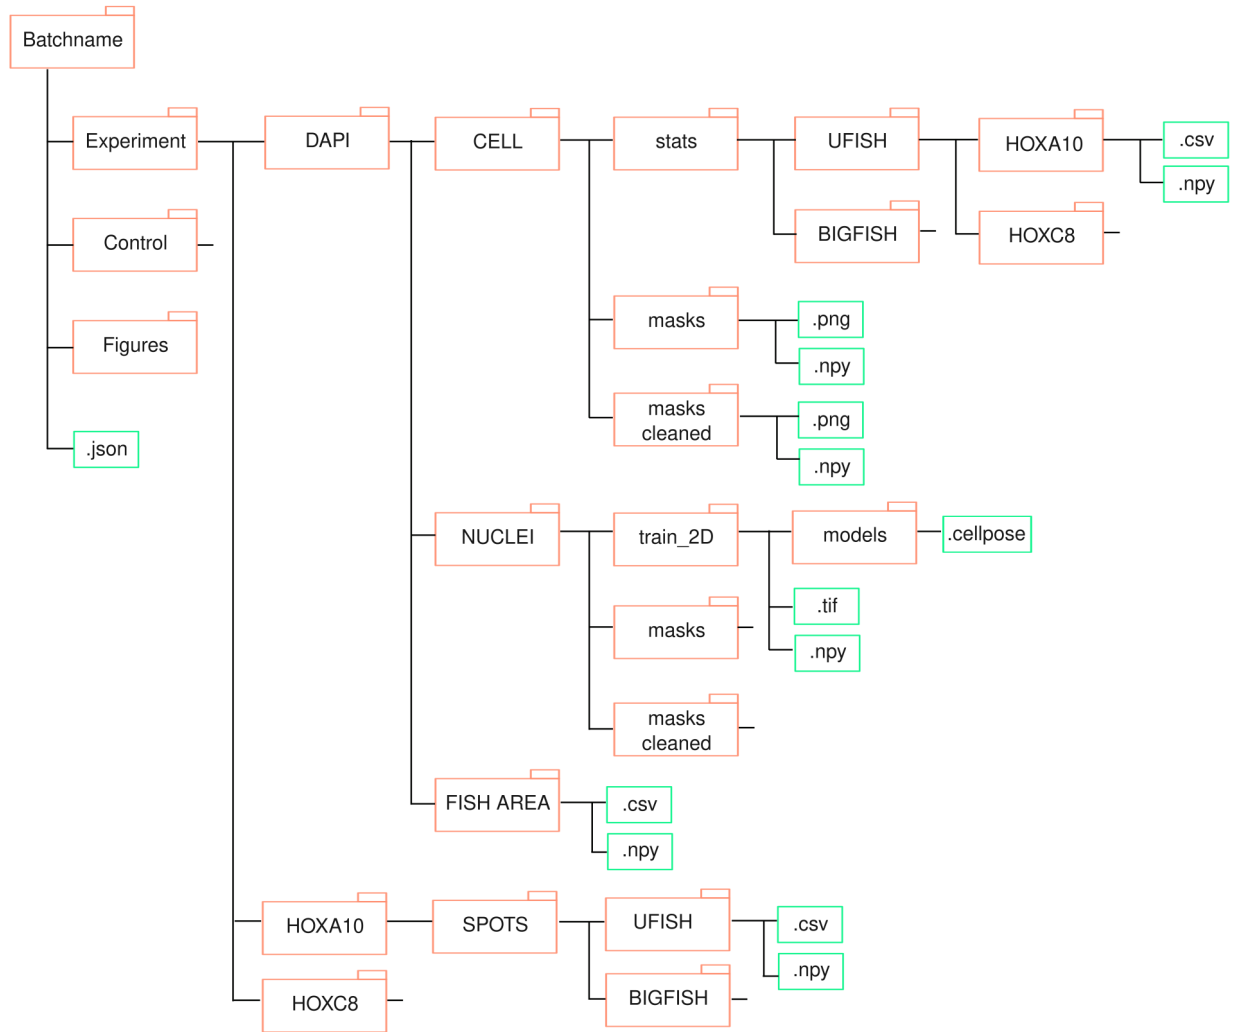 Batchname
Experiment
DAPI
CELL
stats
UFISH
HOXA10
.csv
.npy
Control
BIGFISH
HOXC8
Figures
masks
.png
.npy
masks
cleaned
.png
.npy
.json
NUCLEI
train_2D
models
.cellpose
.tif
masks
.npy
masks
cleaned
FISH AREA
.csv
.npy
HOXA10
SPOTS
UFISH
.csv
.npy
HOXC8
BIGFISH